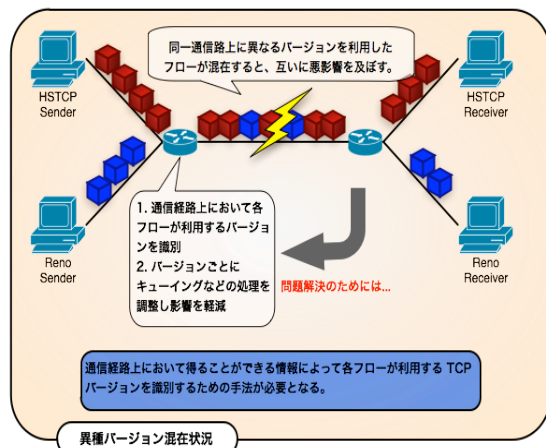 同一通信路上に異なるバージョンを利用した
フローが混在すると、互いに悪影響を及ぼす。
HSTCP
Sender
HSTCP
Receiver
1. 通信経路上において各
フローが利用するバージョ
ンを識別
2. バージョンごとに
キューイングなどの処理を
調整し影響を軽減
問題解決のためには...
Reno
Sender
Reno
Receiver
通信経路上において得ることができる情報によって各フローが利用する TCP
バージョンを識別するための手法が必要となる。
異種バージョン混在状況